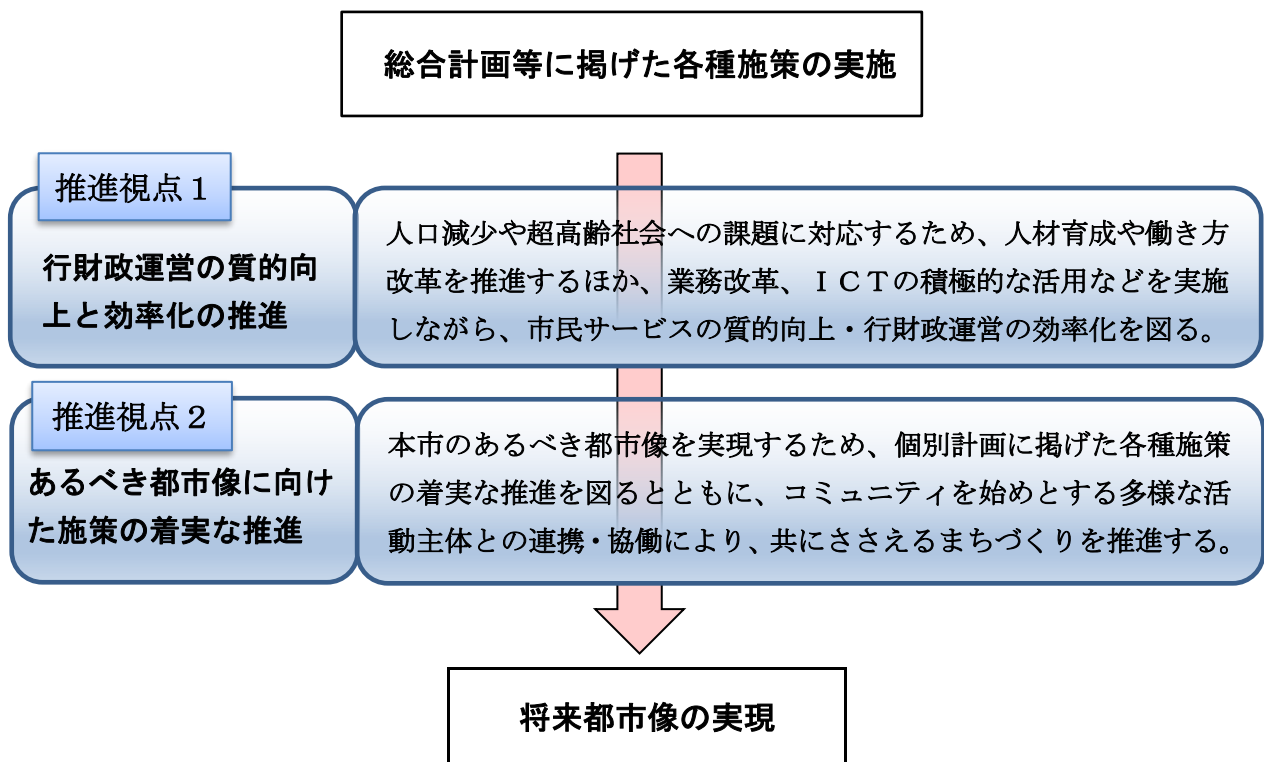 総合計画等に掲げた各種施策の実施
推進視点１
行財政運営の質的向
上と効率化の推進
人口減少や超高齢社会への課題に対応するため、人材育成や働き方
改革を推進するほか、業務改革、ＩＣＴの積極的な活用などを実施
しながら、市民サービスの質的向上・行財政運営の効率化を図る。
推進視点２
あるべき都市像に向け
た施策の着実な推進
本市のあるべき都市像を実現するため、個別計画に掲げた各種施策
の着実な推進を図るとともに、コミュニティを始めとする多様な活
動主体との連携・協働により、共にささえるまちづくりを推進する。
将来都市像の実現